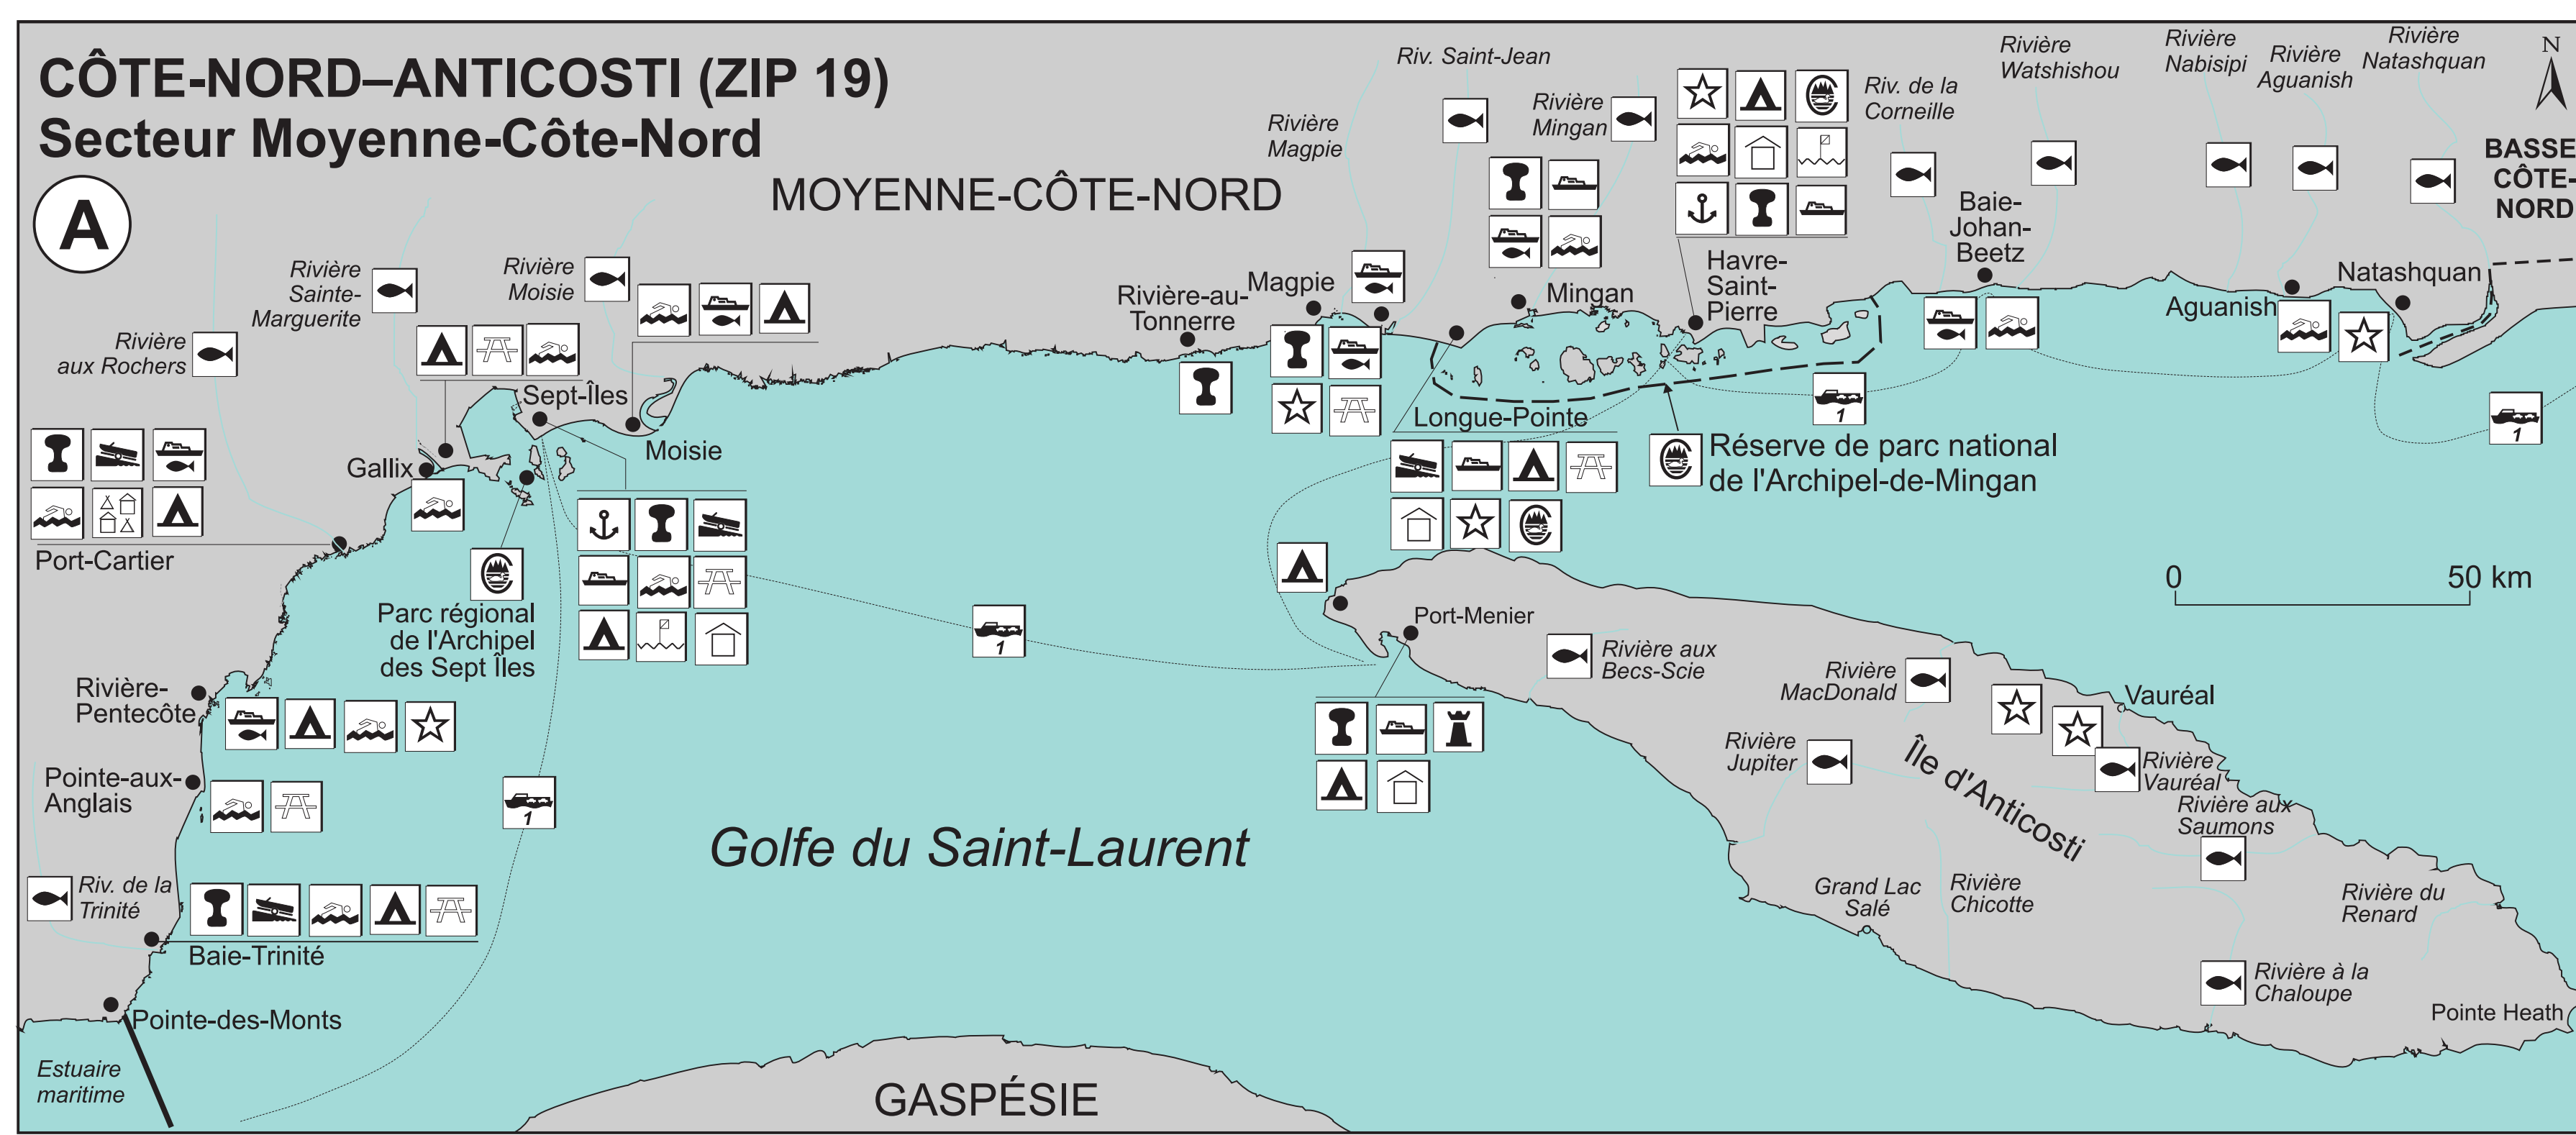 CÔTE-NORD–ANTICOSTI (ZIP 19)
Secteur Moyenne-Côte-Nord
A
MOYENNE-CÔTE-NORD
Riv. Saint-Jean
Rivière
Magpie
Rivière
Mingan
Riv. de la
Corneille
Rivière
Watshishou
Rivière
Nabisipi
Rivière
Aguanish
Rivière
Natashquan
N
BASSE
CÔTE-
NORD
Rivière
aux Rochers
Rivière
Sainte-
Marguerite
Rivière
Moisie
Rivière-au-
Tonnerre
Magpie
Mingan
Havre-
Saint-
Pierre
Baie-
Johan-
Beetz
Aguanish
Natashquan
Sept-Îles
Moisie
Gallix
Port-Cartier
Longue-Pointe
1
1
Réserve de parc national
de l'Archipel-de-Mingan
Parc régional
de l'Archipel
des Sept Îles
1
0
50 km
Port-Menier
Rivière aux
Becs-Scie
Rivière
MacDonald
Vauréal
Rivière
Jupiter
Île d'Anticosti
Rivière
Vauréal
Rivière aux
Saumons
Rivière-
Pentecôte
Pointe-aux-
Anglais
1
Golfe du Saint-Laurent
Riv. de la
Trinité
Baie-Trinité
Grand Lac
Salé
Rivière
Chicotte
Rivière du
Renard
Rivière à la
Chaloupe
Pointe Heath
Pointe-des-Monts
Estuaire
maritime
GASPÉSIE